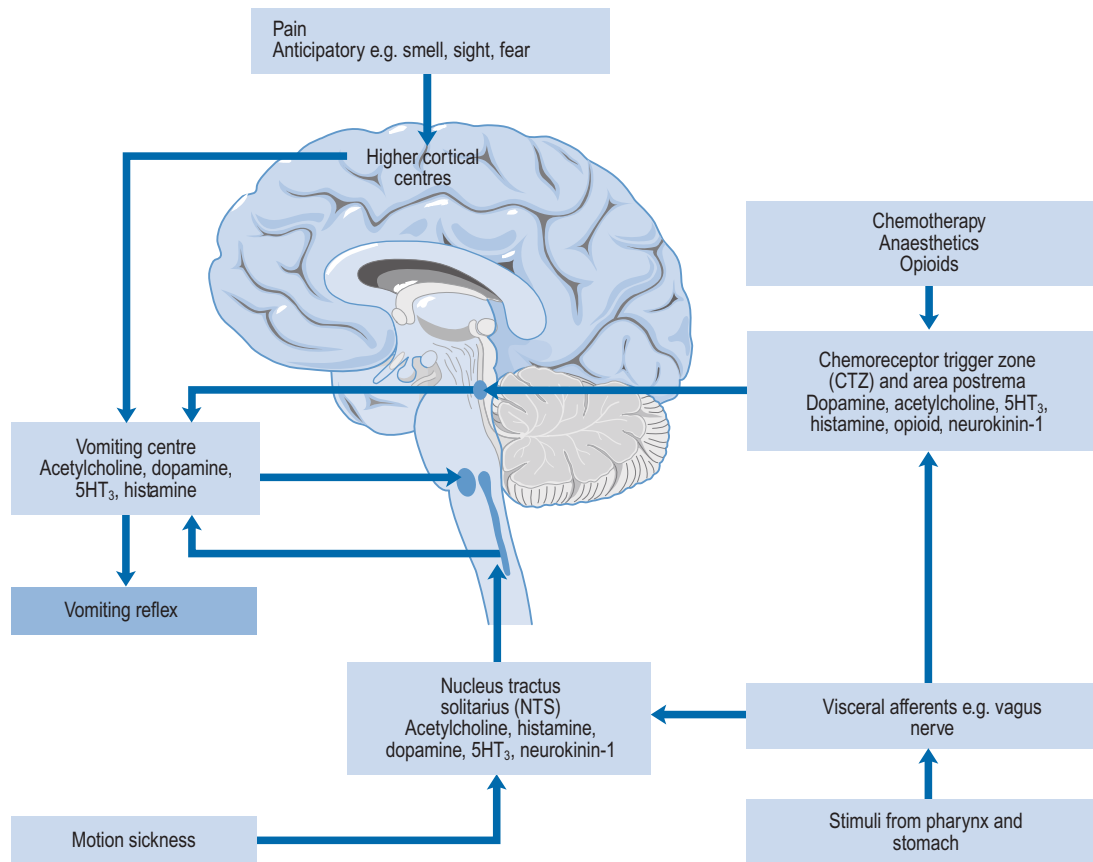 Pain
Anticipatory e.g. smell, sight, fear
Higher cortical
centres
Chemotherapy
Anaesthetics
Opioids
Chemoreceptor trigger zone
(CTZ) and area postrema
Dopamine, acetylcholine, 5HT₃,
histamine, opioid, neurokinin-1
Vomiting centre
Acetylcholine, dopamine,
5HT₃, histamine
Vomiting reflex
Nucleus tractus
solitarius (NTS)
Acetylcholine, histamine,
dopamine, 5HT₃, neurokinin-1
Visceral afferents e.g. vagus
nerve
Motion sickness
Stimuli from pharynx and
stomach